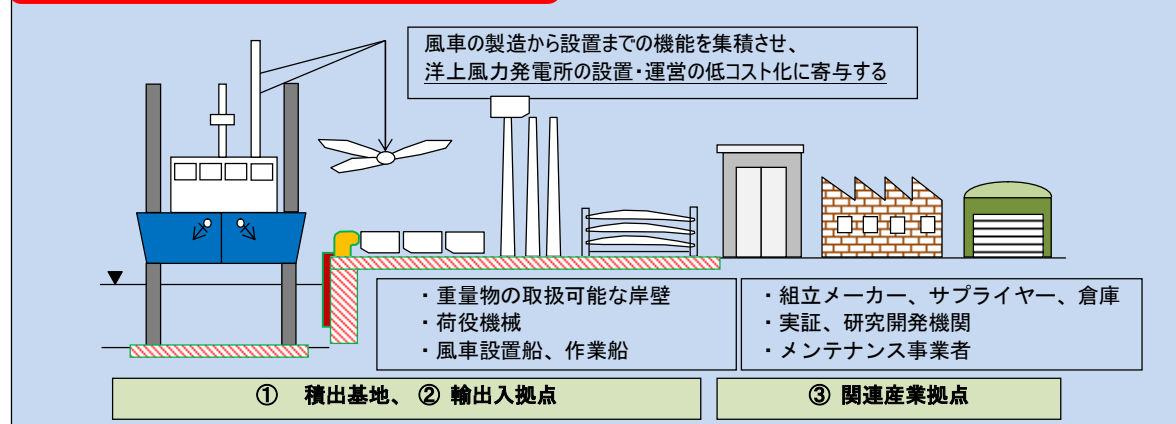 風車の製造から設置までの機能を集積させ、
洋上風力発電所の設置・運営の低コスト化に寄与する
・重量物の取扱可能な岸壁
・荷役機械
・風車設置船、作業船
・組立メーカー、サプライヤー、倉庫
・実証、研究開発機関
・メンテナンス事業者
① 積出基地、② 輸出入拠点
③ 関連産業拠点